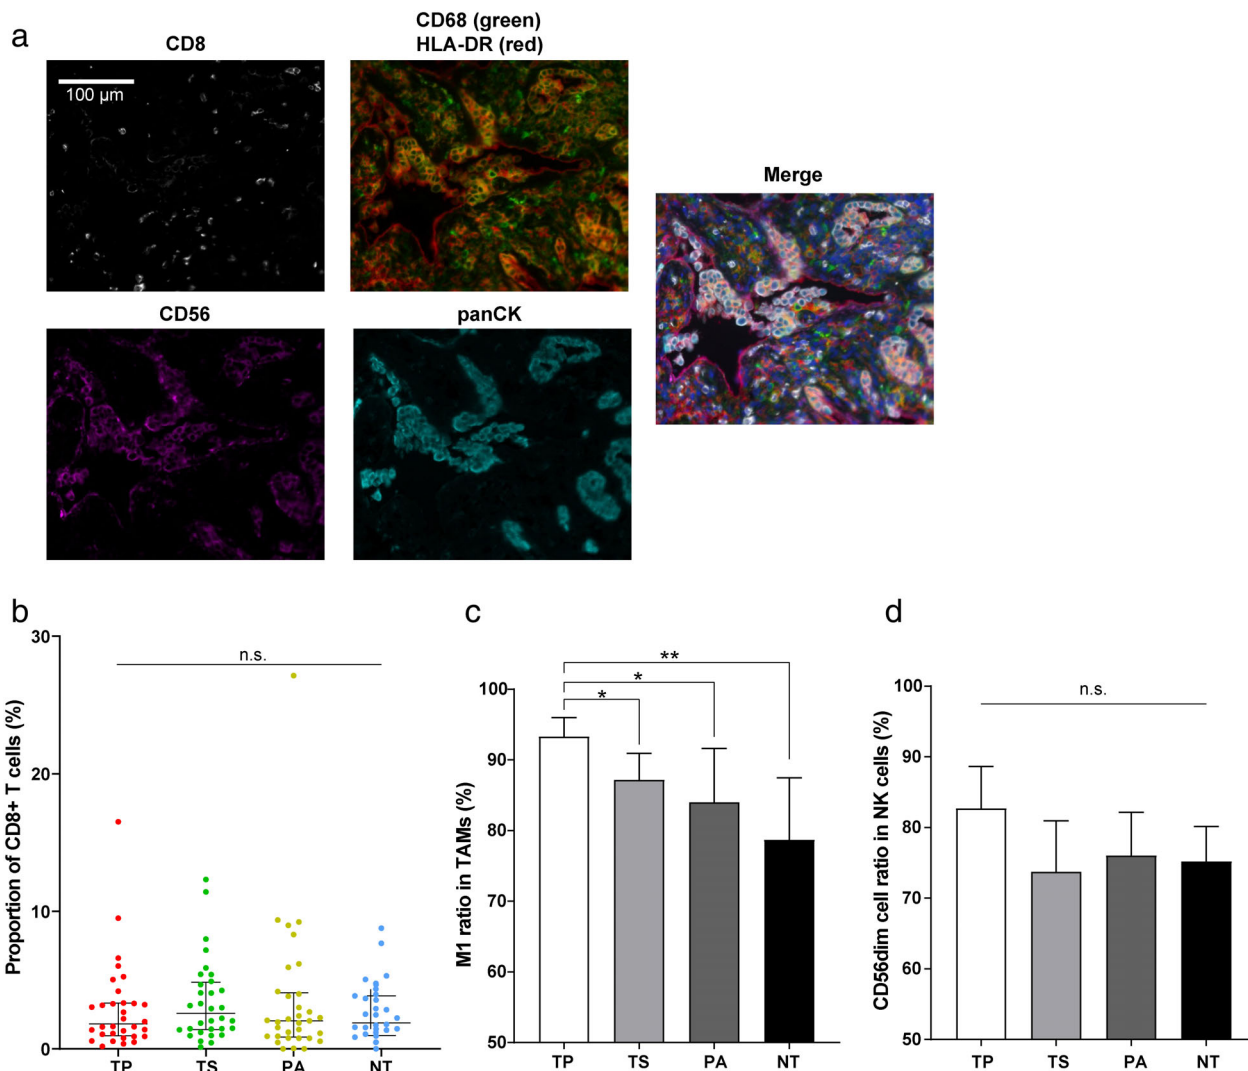 a
CD8
CD68 (green)
HLA-DR (red)
100 µm
Merge
CD56
panCK
b
Proportion of CD8+ T cells (%)
30
20
10
0
n.s.
TP
TS
PA
NT
c
M1 ratio in TAMs (%)
100
90
80
70
60
50
**
*
*
TP
TS
PA
NT
d
CD56dim cell ratio in NK cells (%)
100
90
80
70
60
50
n.s.
TP
TS
PA
NT